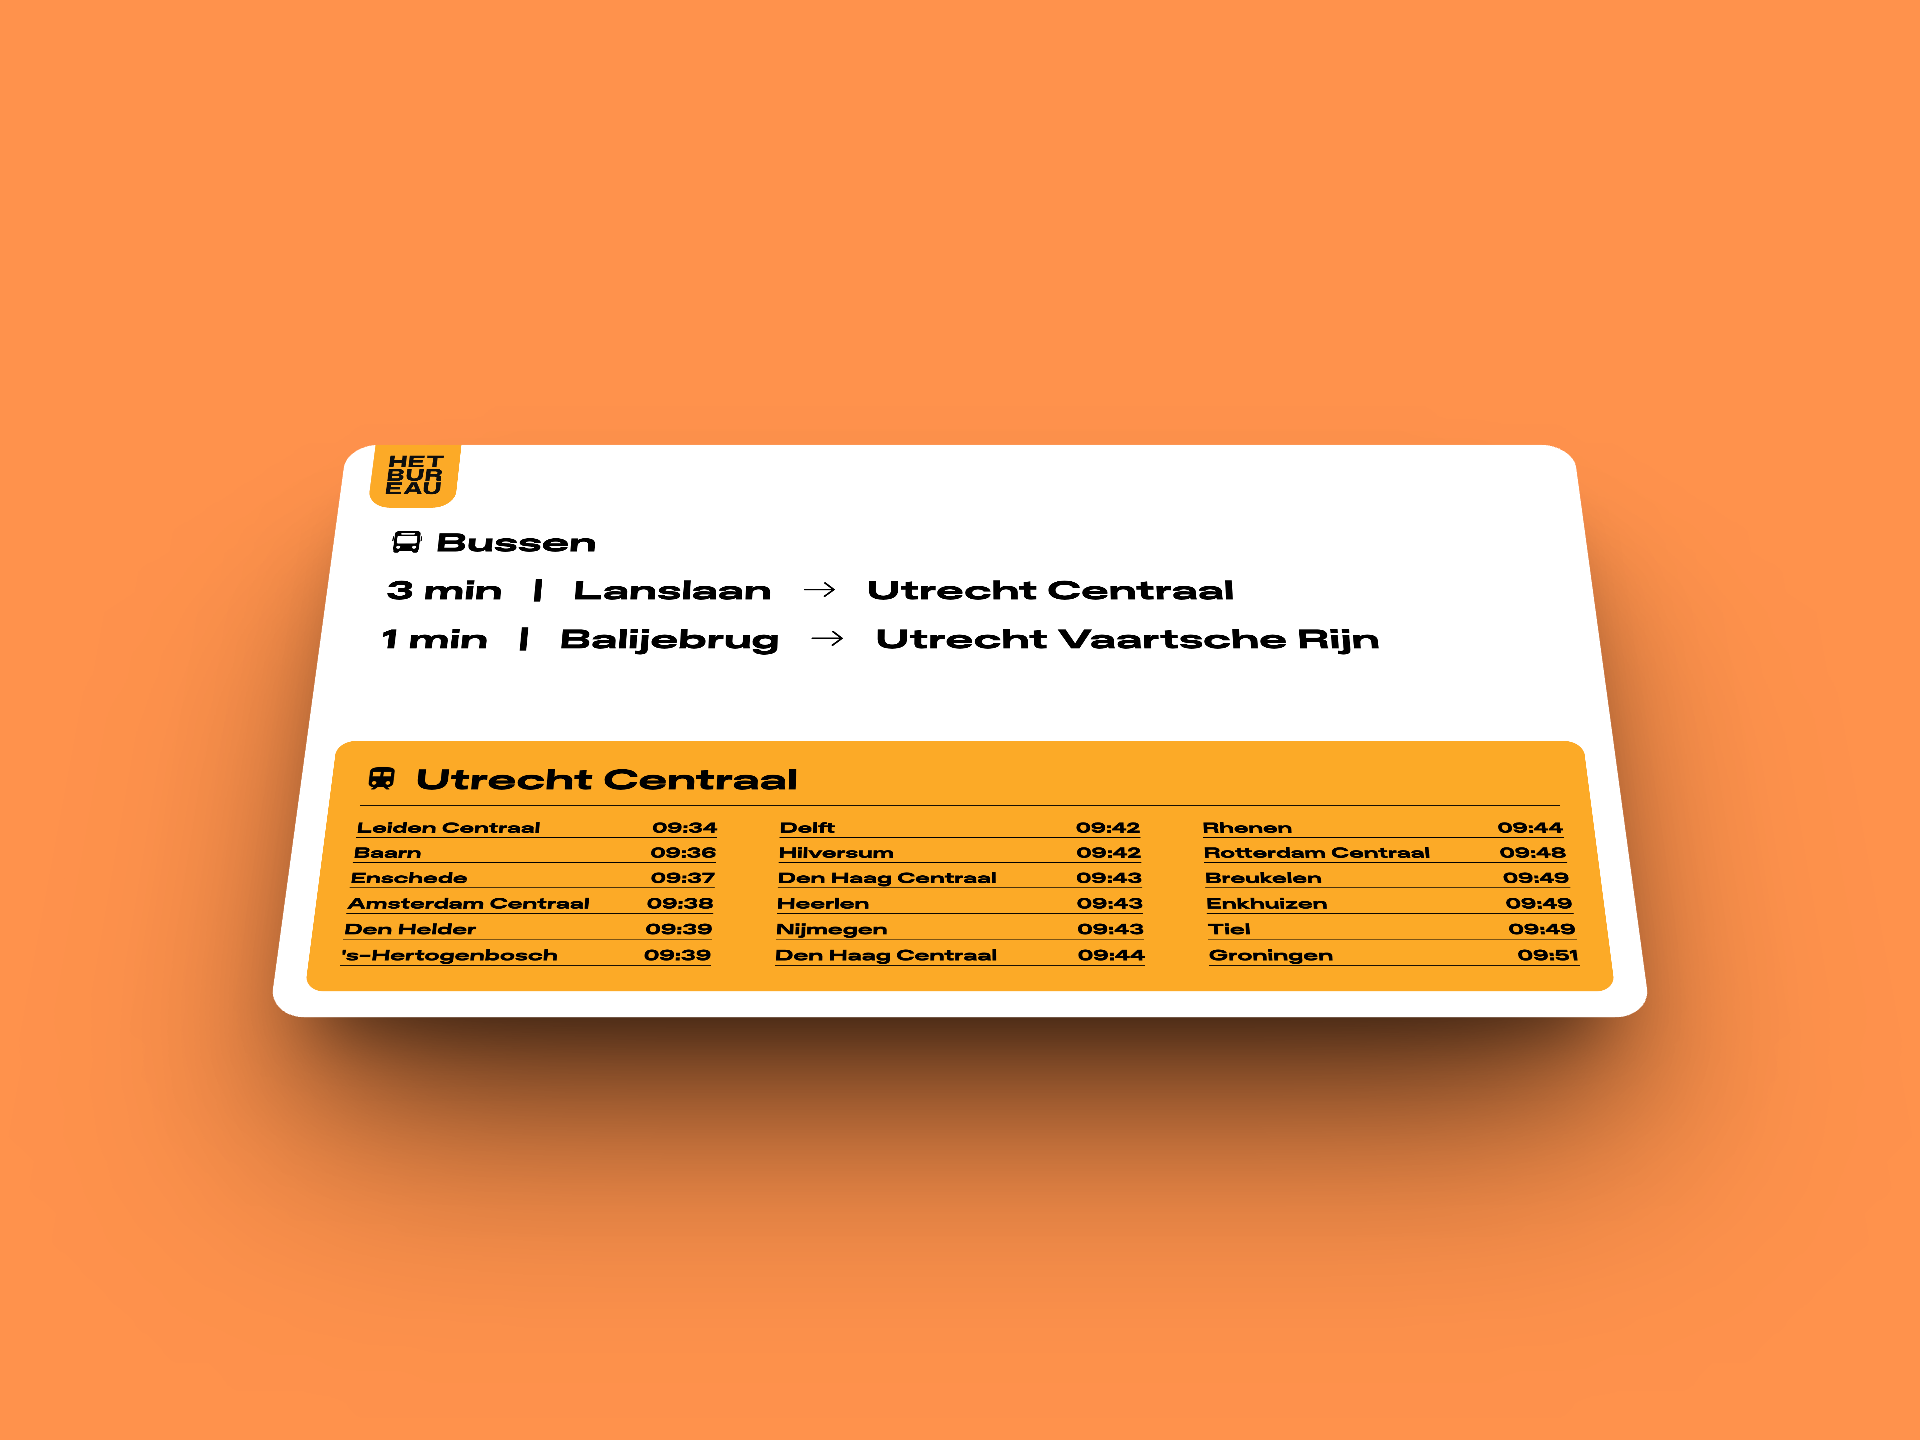 HET
BUR
EAU
Bussen
3 min | Lanslaan → Utrecht Centraal
1 min | Balijebrug → Utrecht Vaartsche Rijn
Utrecht Centraal
Leiden Centraal 09:34
Baarn 09:36
Enschede 09:37
Amsterdam Centraal 09:38
Den Helder 09:39
's-Hertogenbosch 09:39
Delft 09:42
Hilversum 09:42
Den Haag Centraal 09:43
Heerlen 09:43
Nijmegen 09:43
Den Haag Centraal 09:44
Rhenen 09:44
Rotterdam Centraal 09:48
Breukelen 09:49
Enkhuizen 09:49
Tiel 09:49
Groningen 09:51